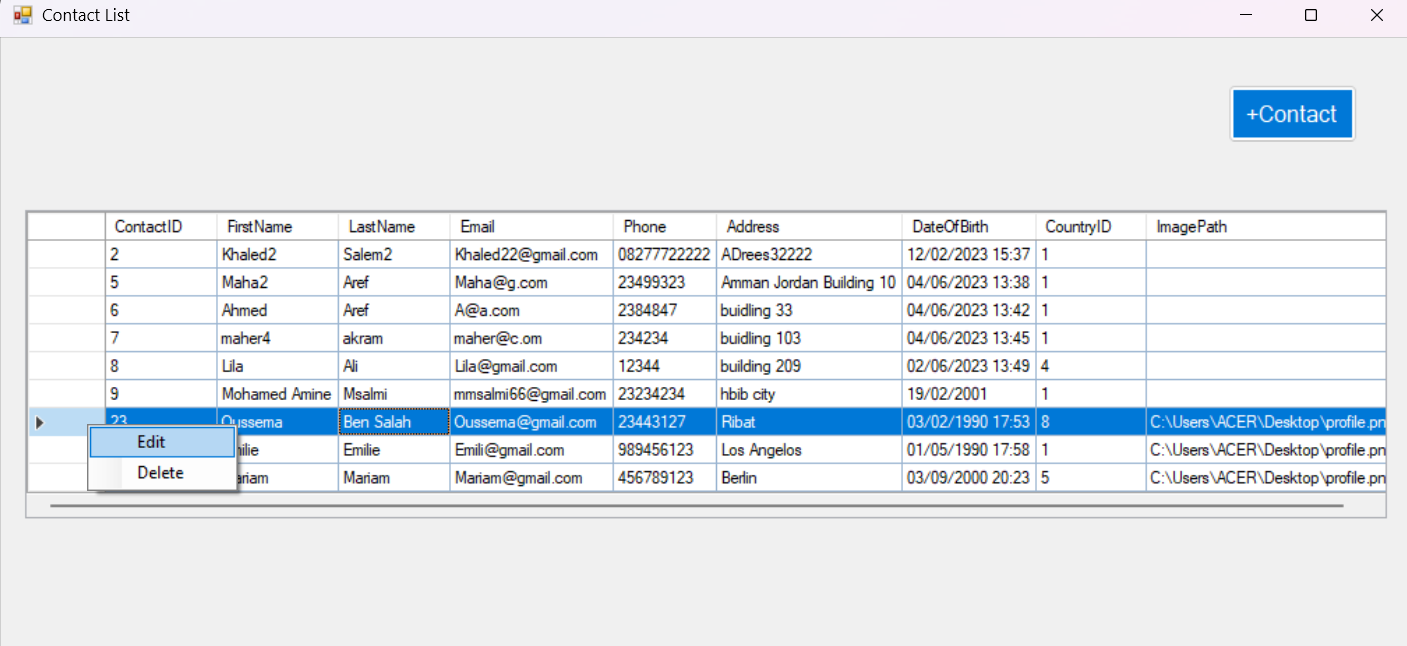 Contact List
+Contact
ContactID FirstName LastName Email Phone Address DateOfBirth CountryID ImagePath
2 Khaled2 Salem2 Khaled22@gmail.com 08277722222 ADrees32222 12/02/2023 15:37 1
5 Maha2 Aref Maha@g.com 23499323 Amman Jordan Building 10 04/06/2023 13:38 1
6 Ahmed Aref A@a.com 2384847 buidling 33 04/06/2023 13:42 1
7 maher4 akram maher@c.om 234234 buidling 103 04/06/2023 13:45 1
8 Lila Ali Lila@gmail.com 12344 building 209 02/06/2023 13:49 4
9 Mohamed Amine Msalmi mmsalmi66@gmail.com 23234234 hbib city 19/02/2001 1
23 Oussema Ben Salah Oussema@gmail.com 23443127 Ribat 03/02/1990 17:53 8 C:\Users\ACER\Desktop\profile.pn
Edit
Emilie Emili@gmail.com 989456123 Los Angelos 01/05/1990 17:58 1 C:\Users\ACER\Desktop\profile.pn
Delete
Mariam Mariam@gmail.com 456789123 Berlin 03/09/2000 20:23 5 C:\Users\ACER\Desktop\profile.pn